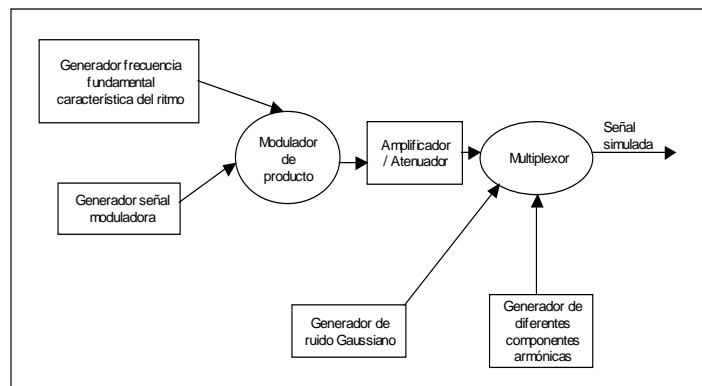 Generador frecuencia
fundamental
característica del ritmo
Modulador
de
producto
Generador señal
moduladora
Amplificador
/ Atenuador
Multiplexor
Señal
simulada
Generador de
ruido Gaussiano
Generador de
diferentes
componentes
armónicas